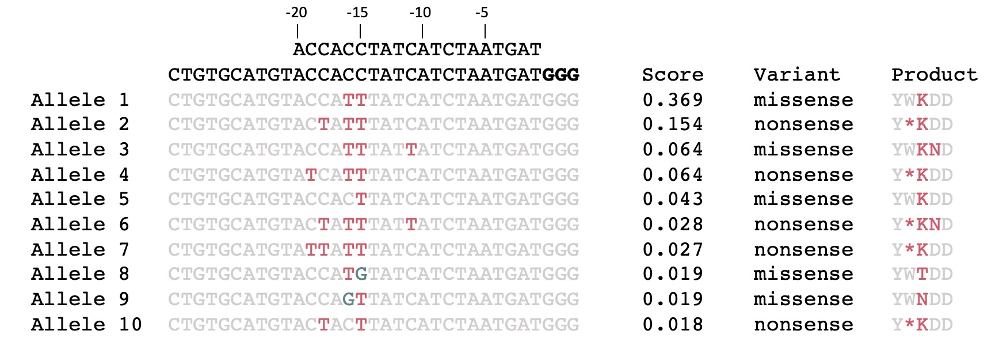 -20 -15 -10 -5
ACCACCTATCATCTAATGAT
CTGTGCATGTACCACCTATCATCTAATGATGGG Score Variant Product
Allele 1 CTGTGCATGTACCATTTATCATCTAATGATGGG 0.369 missense YWKDD
Allele 2 CTGTGCATGTACTATTTATCATCTAATGATGGG 0.154 nonsense Y*KDD
Allele 3 CTGTGCATGTACCATTTATTATCTAATGATGGG 0.064 missense YWKND
Allele 4 CTGTGCATGTATCATTTATCATCTAATGATGGG 0.064 nonsense Y*KDD
Allele 5 CTGTGCATGTACCACTTATCATCTAATGATGGG 0.043 missense YWKDD
Allele 6 CTGTGCATGTACTATTTATTATCTAATGATGGG 0.028 nonsense Y*KND
Allele 7 CTGTGCATGTATTATTTATCATCTAATGATGGG 0.027 nonsense Y*KDD
Allele 8 CTGTGCATGTACCATGTATCATCTAATGATGGG 0.019 missense YWTDD
Allele 9 CTGTGCATGTACCAGTTATCATCTAATGATGGG 0.019 missense YWNDD
Allele 10 CTGTGCATGTACTACTTATCATCTAATGATGGG 0.018 nonsense Y*KDD